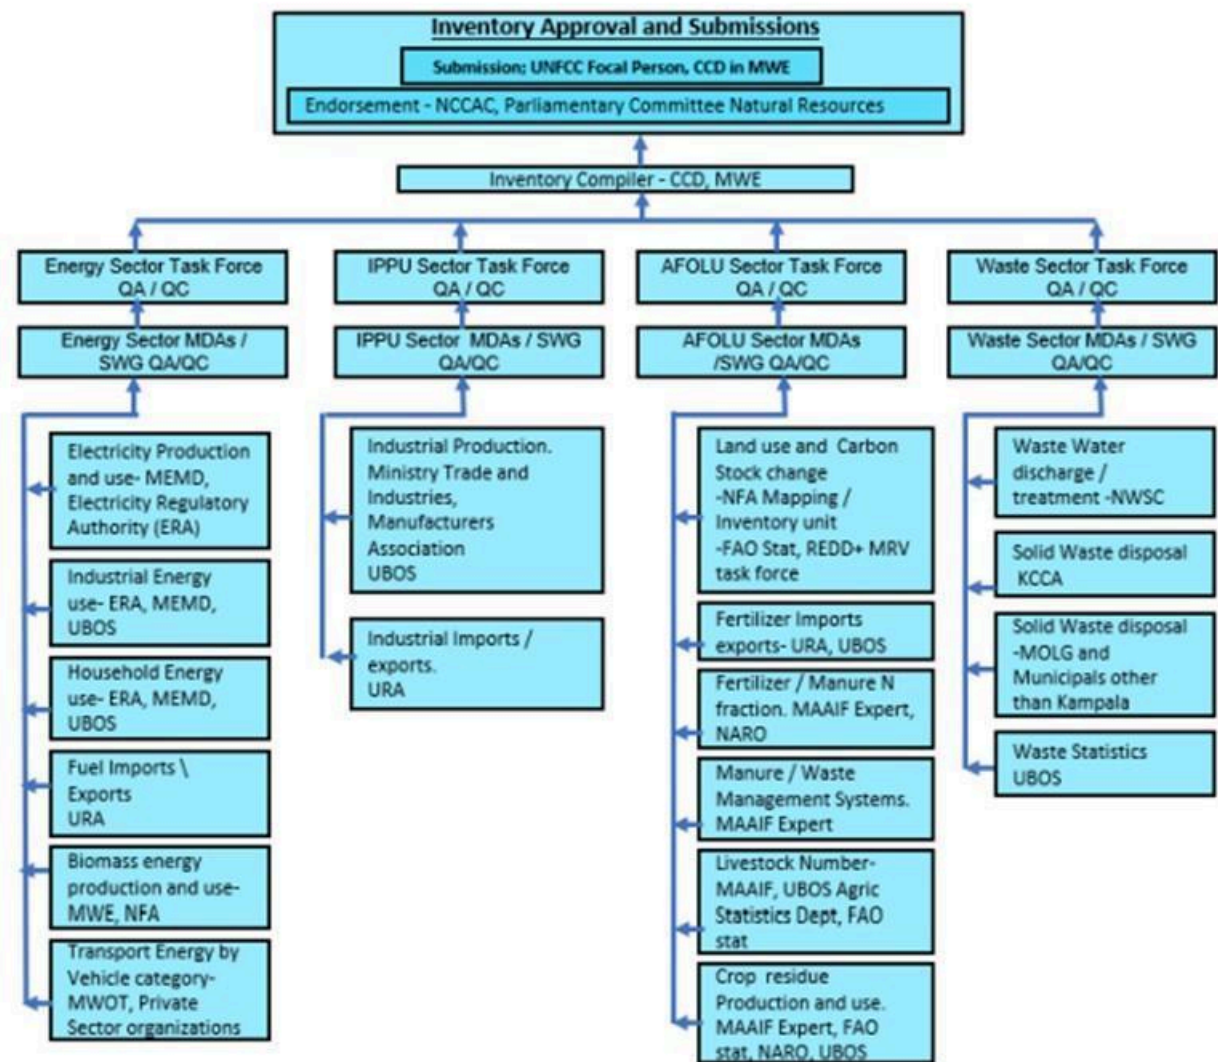 Inventory Approval and Submissions
Submission; UNFCC Focal Person, CCD in MWE
Endorsement - NCCAC, Parliamentary Committee Natural Resources
Inventory Compiler - CCD, MWE
Energy Sector Task Force
QA / QC
IPPU Sector Task Force
QA / QC
AFOLU Sector Task Force
QA / QC
Waste Sector Task Force
QA / QC
Energy Sector MDAs /
SWG QA/QC
IPPU Sector MDAs / SWG
QA/QC
AFOLU Sector MDAs
/SWG QA/QC
Waste Sector MDAs / SWG
QA/QC
Electricity Production
and use- MEMD,
Electricity Regulatory
Authority (ERA)
Industrial Energy
use- ERA, MEMD,
UBOS
Household Energy
use- ERA, MEMD,
UBOS
Fuel Imports \
Exports
URA
Biomass energy
production and use-
MWE, NFA
Transport Energy by
Vehicle category-
MWOT, Private
Sector organizations
Industrial Production.
Ministry Trade and
Industries,
Manufacturers
Association
UBOS
Industrial Imports /
exports.
URA
Land use and Carbon
Stock change
-NFA Mapping /
Inventory unit
-FAO Stat, REDD+ MRV
task force
Fertilizer Imports
exports- URA, UBOS
Fertilizer / Manure N
fraction. MAAIF Expert,
NARO
Manure / Waste
Management Systems.
MAAIF Expert
Livestock Number-
MAAIF, UBOS Agric
Statistics Dept, FAO
stat
Crop residue
Production and use.
MAAIF Expert, FAO
stat, NARO, UBOS
Waste Water
discharge /
treatment -NWSC
Solid Waste disposal
KCCA
Solid Waste disposal
-MOLG and
Municipals other
than Kampala
Waste Statistics
UBOS